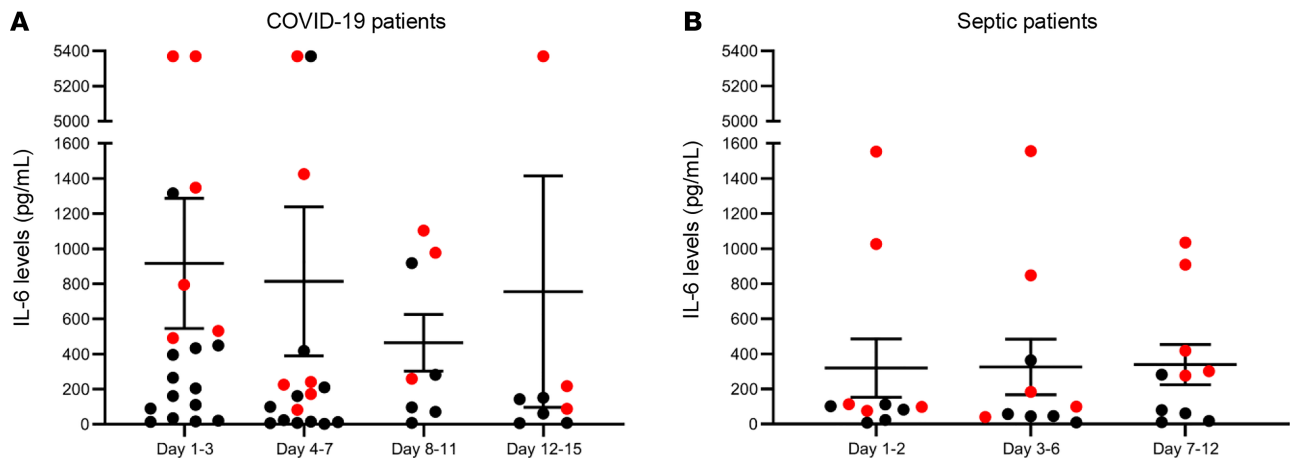 A
COVID-19 patients
IL-6 levels (pg/mL)
5400
5200
5000
1600
1400
1200
1000
800
600
400
200
0
Day 1-3
Day 4-7
Day 8-11
Day 12-15
B
Septic patients
IL-6 levels (pg/mL)
5400
5200
5000
1600
1400
1200
1000
800
600
400
200
0
Day 1-2
Day 3-6
Day 7-12